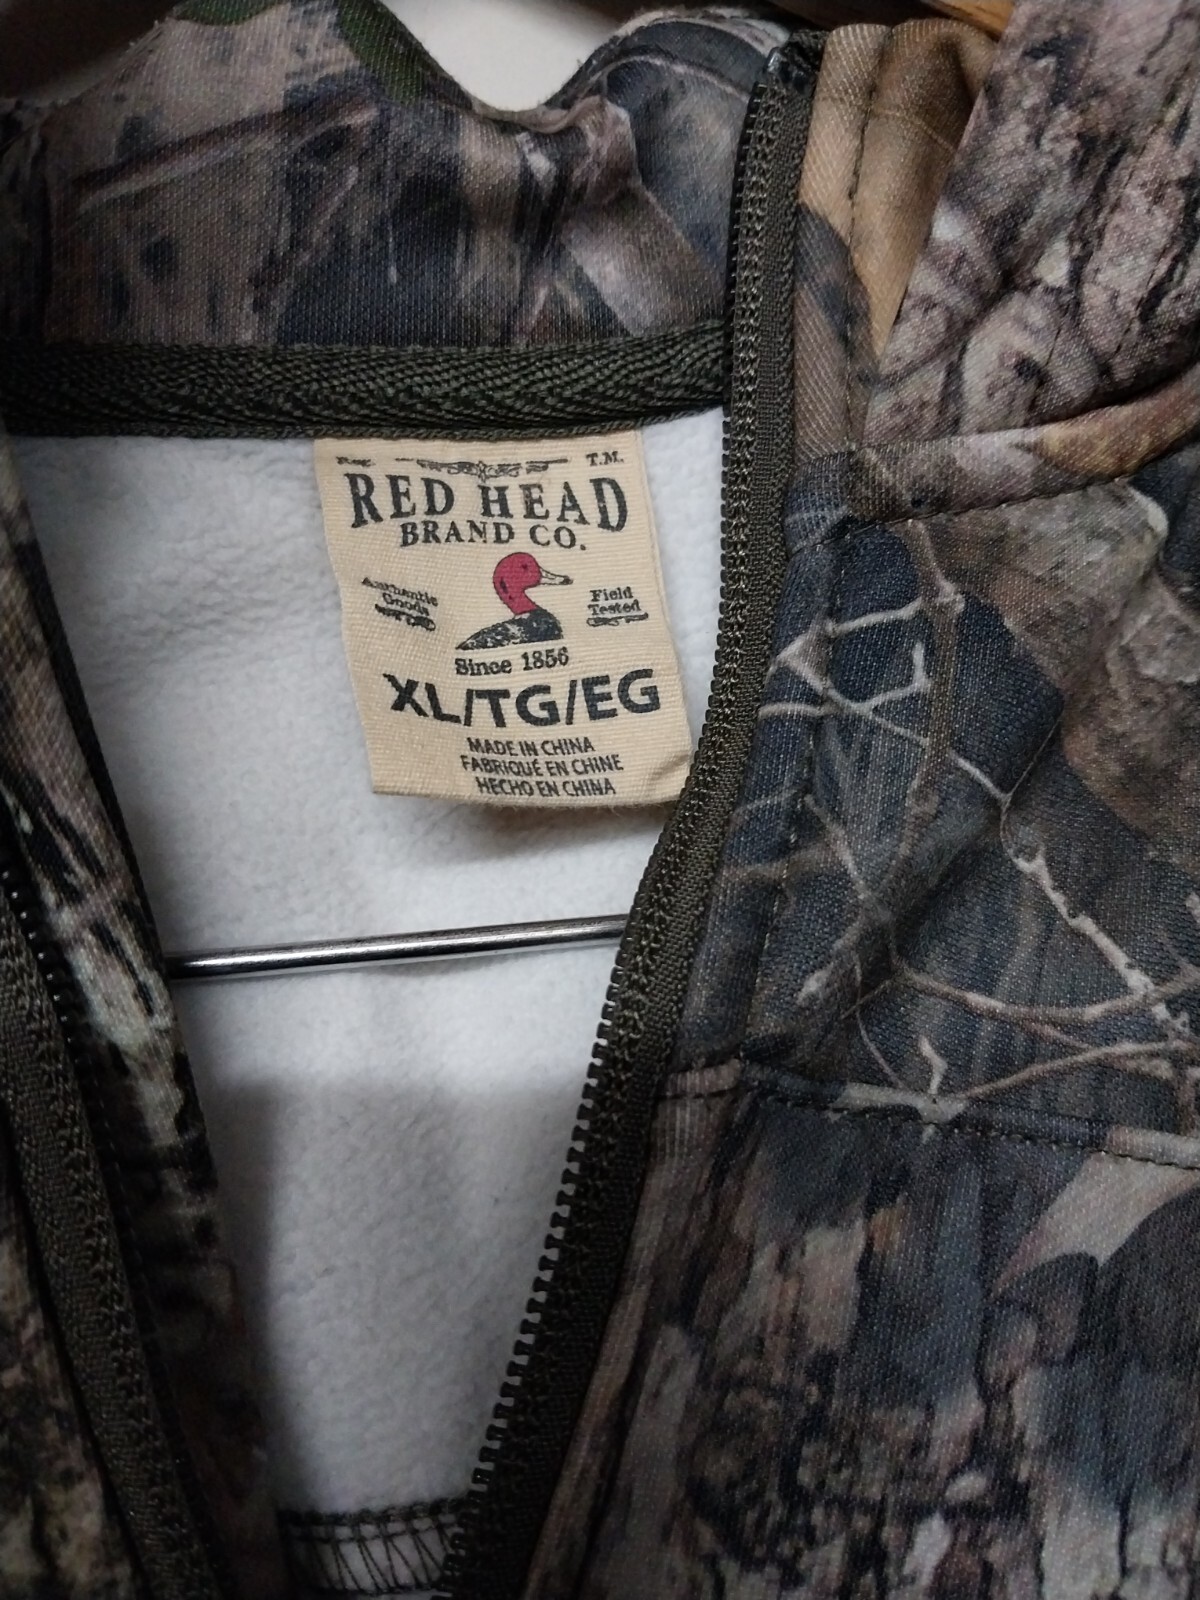 Reg. T.M.
RED HEAD
BRAND CO.
Authentic
Goods
Field
Tested
Since 1856
XL/TG/EG
MADE IN CHINA
FABRIQUÉ EN CHINE
HECHO EN CHINA